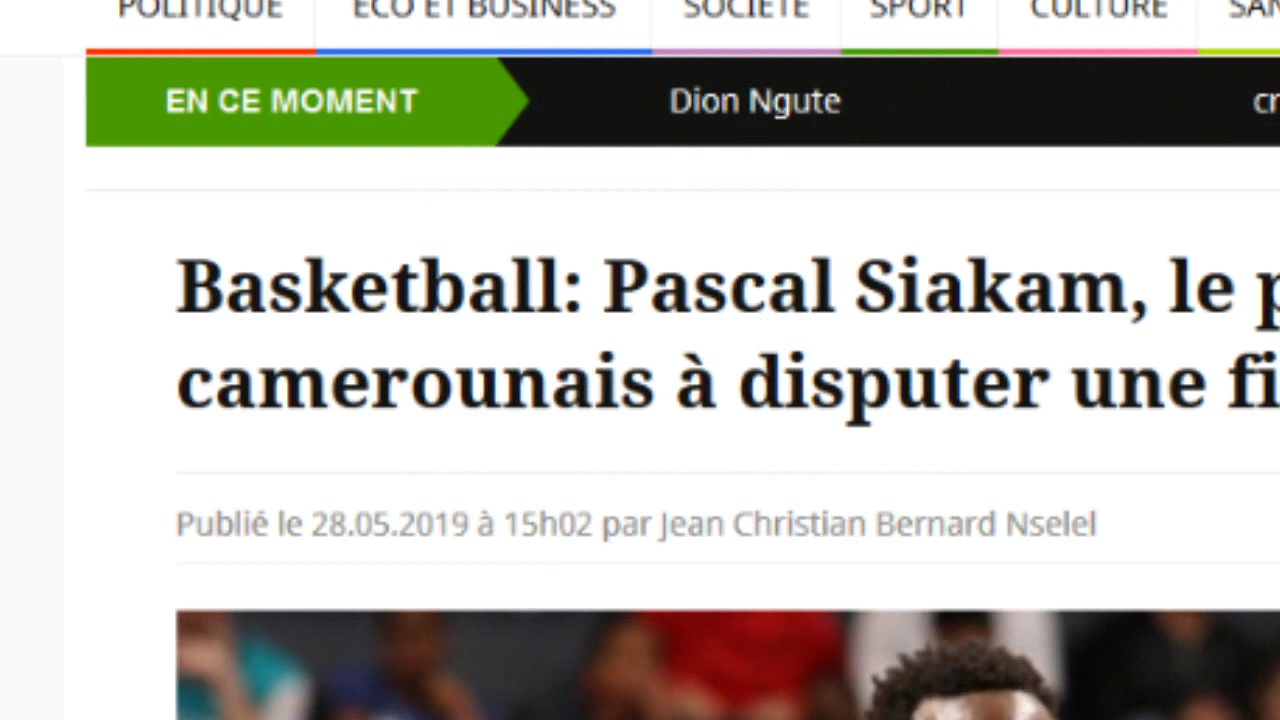 POLITIQUE ECO ET BUSINESS SOCIETE SPORT CULTURE
EN CE MOMENT Dion Ngute
Basketball: Pascal Siakam, le
camerounais à disputer une
Publié le 28.05.2019 à 15h02 par Jean Christian Bernard Nselel